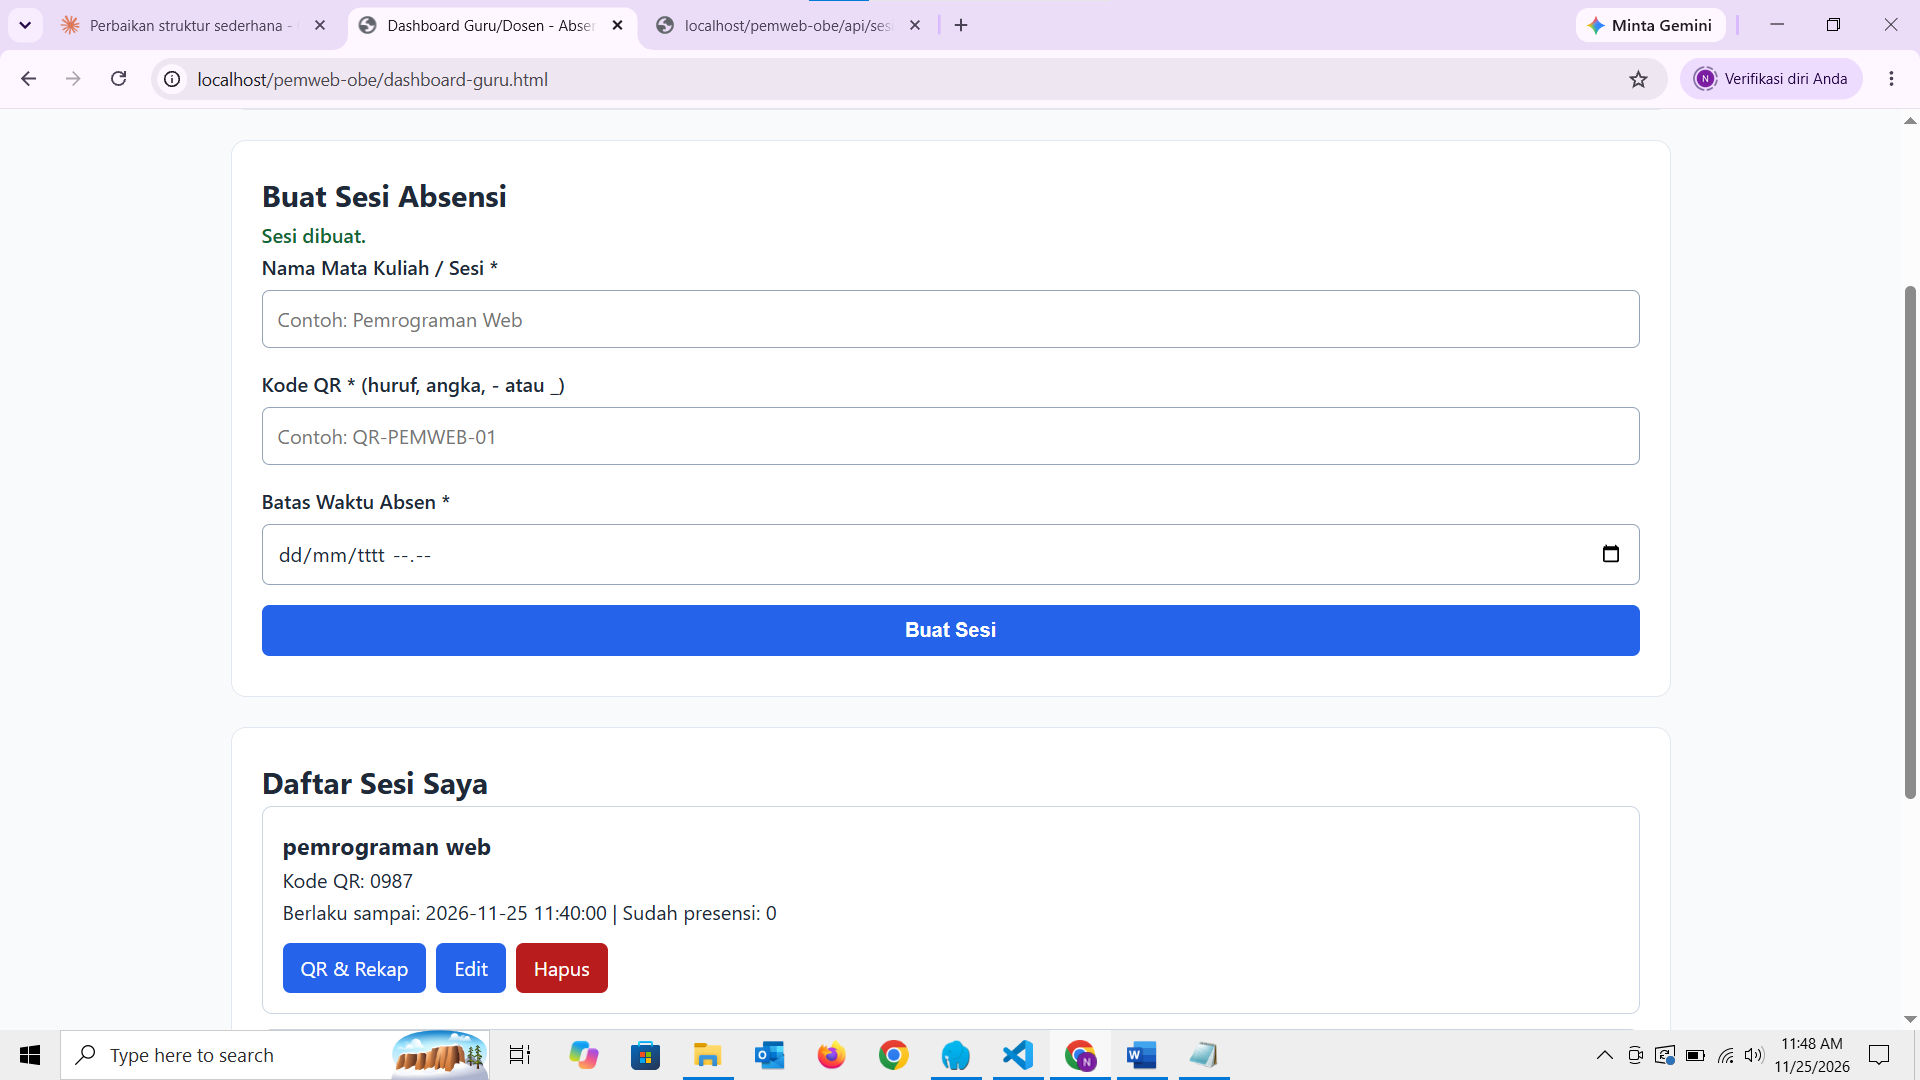 Perbaikan struktur sederhana -
Dashboard Guru/Dosen - Abser
localhost/pemweb-obe/api/ses
Minta Gemini
localhost/pemweb-obe/dashboard-guru.html
N
Verifikasi diri Anda
Buat Sesi Absensi
Sesi dibuat.
Nama Mata Kuliah / Sesi *
Contoh: Pemrograman Web
Kode QR * (huruf, angka, - atau _)
Contoh: QR-PEMWEB-01
Batas Waktu Absen *
dd/mm/tttt --.--
Buat Sesi
Daftar Sesi Saya
pemrograman web
Kode QR: 0987
Berlaku sampai: 2026-11-25 11:40:00 | Sudah presensi: 0
QR & Rekap
Edit
Hapus
Type here to search
11:48 AM
11/25/2026